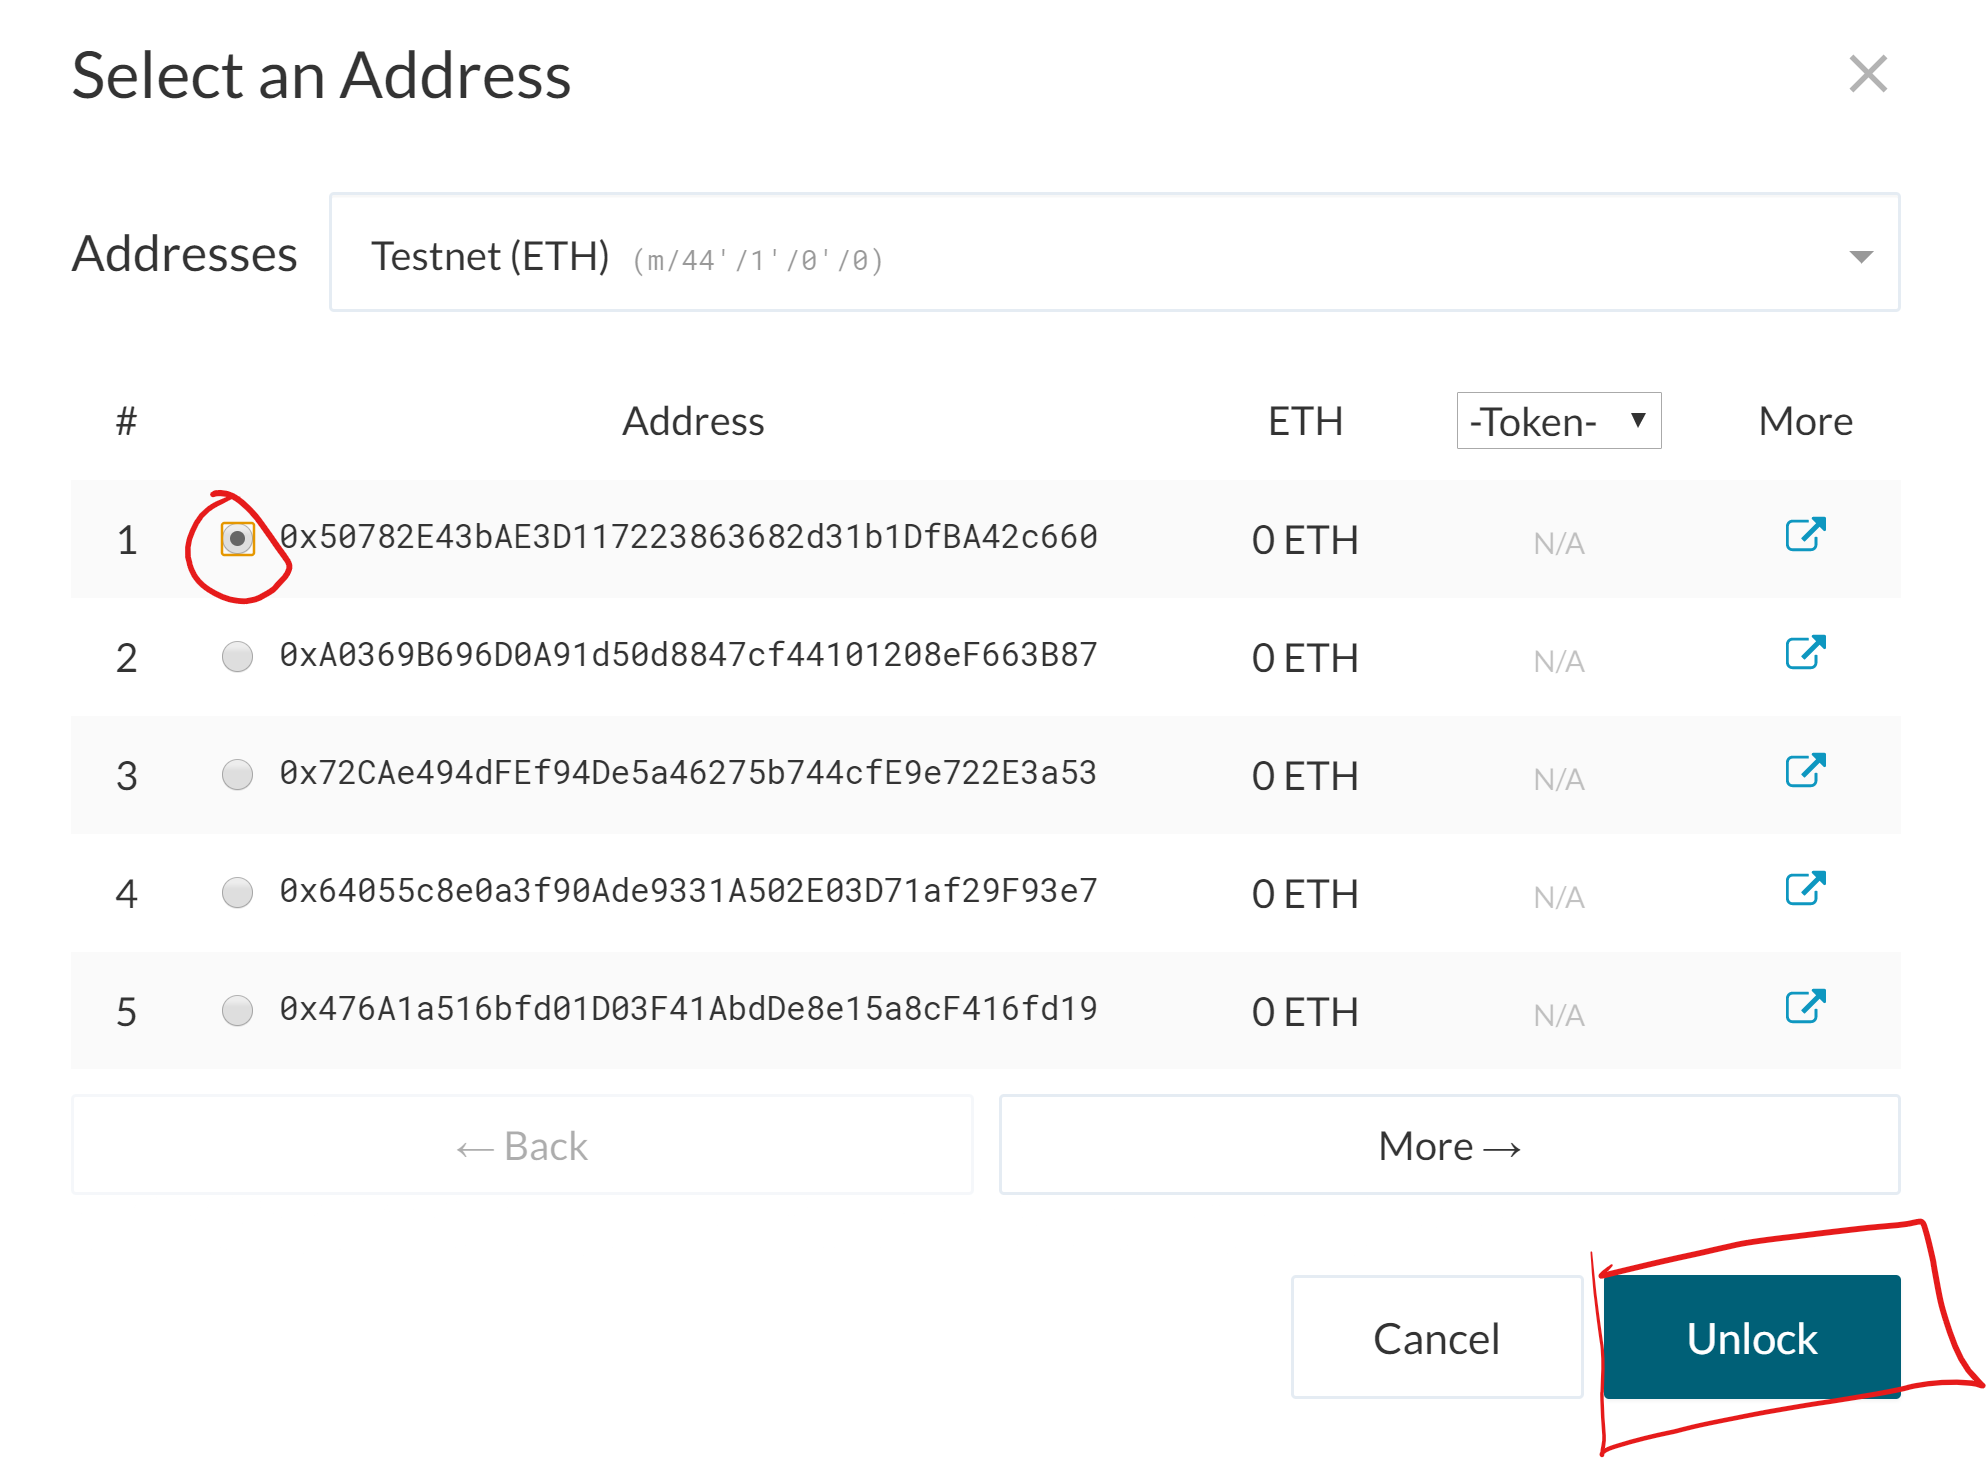 Select an Address
Addresses Testnet (ETH) (m/44'/1'/0'/0)
# Address ETH -Token- More
1 0x50782E43bAE3D117223863682d31b1DfBA42c660 0 ETH N/A
2 0xA0369B696D0A91d50d8847cf44101208eF663B87 0 ETH N/A
3 0x72CAe494dFEf94De5a46275b744cfE9e722E3a53 0 ETH N/A
4 0x64055c8e0a3f90Ade9331A502E03D71af29F93e7 0 ETH N/A
5 0x476A1a516bfd01D03F41AbdDe8e15a8cF416fd19 0 ETH N/A
← Back More →
Cancel Unlock